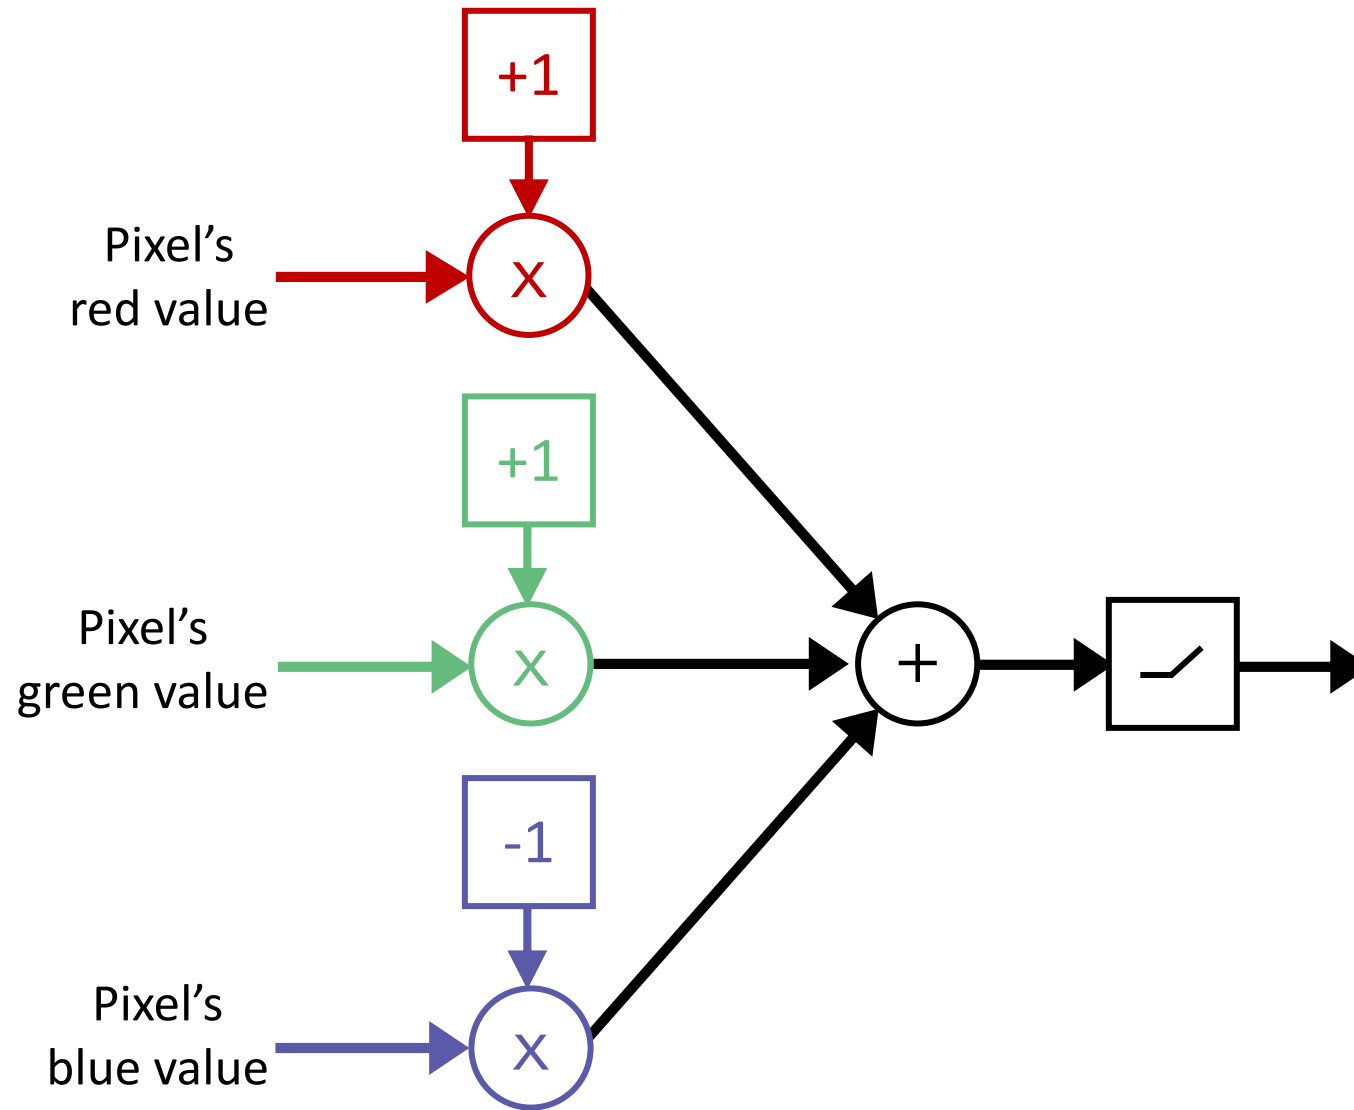 +1
Pixel’s
red value
x
+1
Pixel’s
green value
x
+
-1
Pixel’s
blue value
x